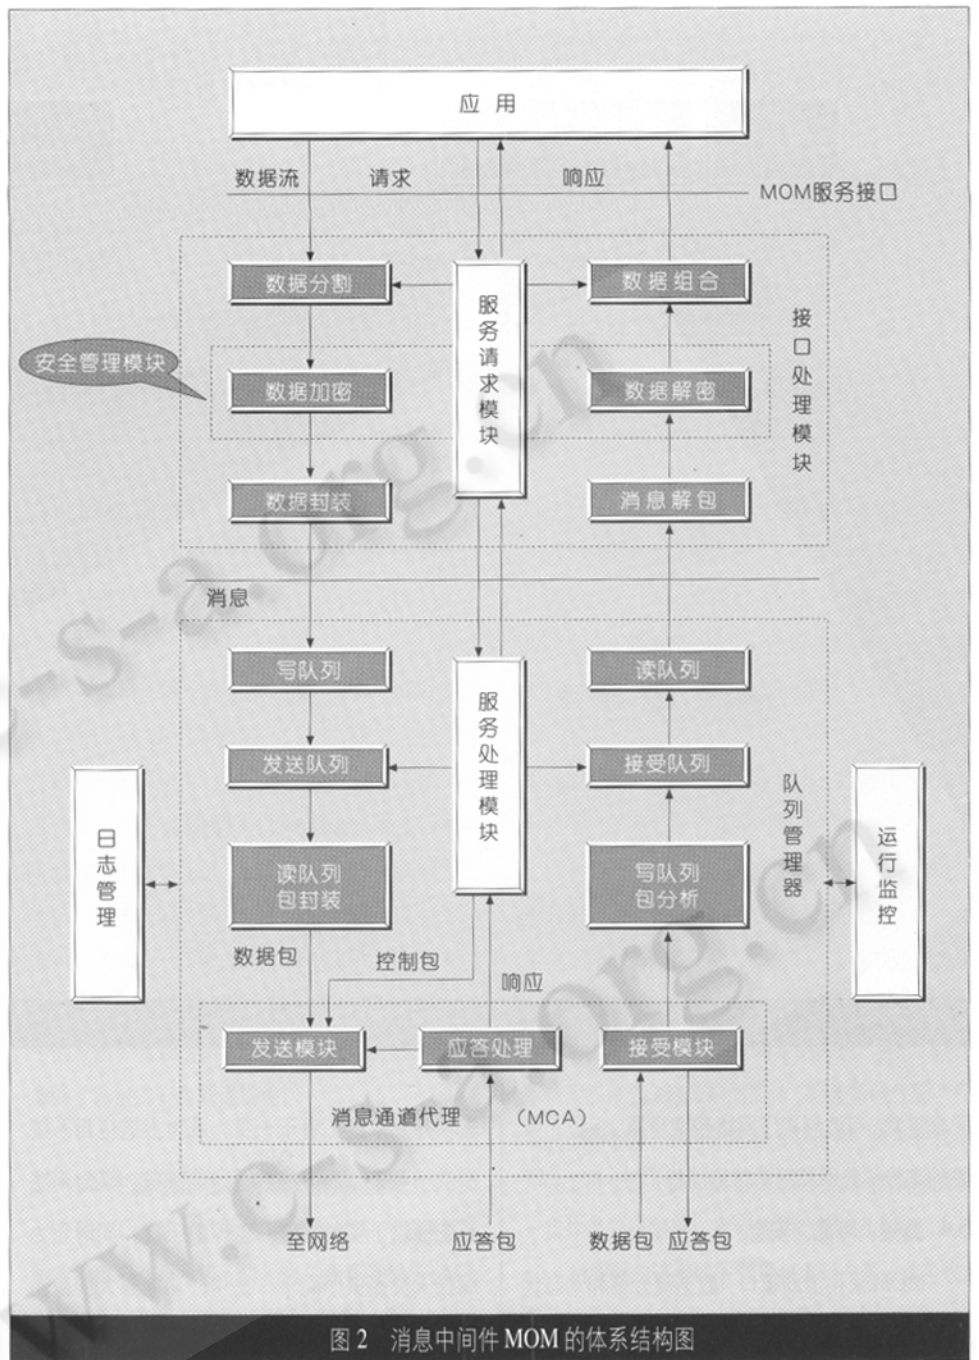 应用
数据流
请求
响应
MOM服务接口
数据分割
服务请求模块
数据组合
接口处理模块
安全管理模块
数据加密
数据解密
数据封装
消息解包
消息
写队列
服务处理模块
读队列
发送队列
接受队列
队列管理器
日志管理
运行监控
读队列
包封装
写队列
包分析
数据包
控制包
响应
发送模块
应答处理
接受模块
消息通道代理 (MCA)
至网络
应答包
数据包
应答包
图 2 消息中间件 MOM 的体系结构图
www.c-s-a.org.cn
c-s-a.org.cn